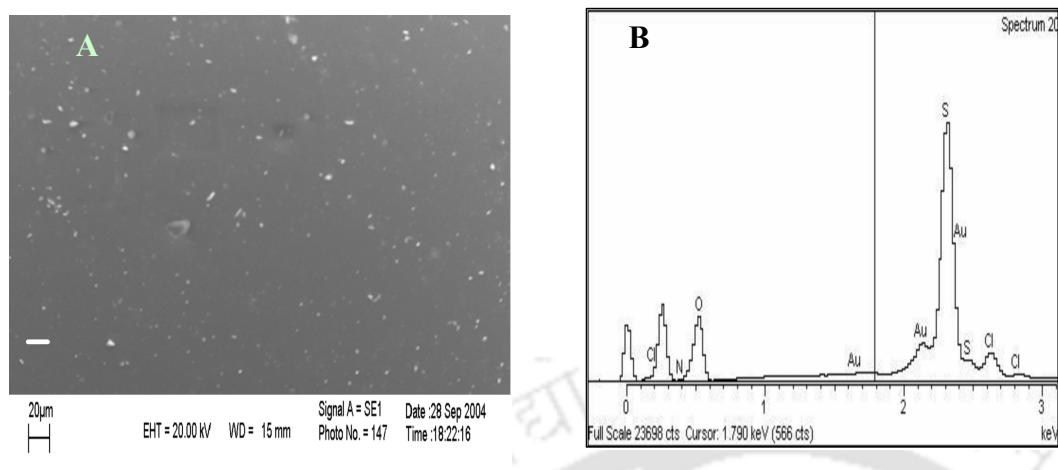 A
20µm
EHT = 20.00 kV WD = 15 mm
Signal A = SE1
Photo No. = 147
Date :28 Sep 2004
Time :18:22:16
B
Spectrum 20
S
Au
O
Cl
N
Au
Au
S
Cl
Cl
0 1 2 3
Full Scale 23698 cts Cursor: 1.790 keV (566 cts)
keV